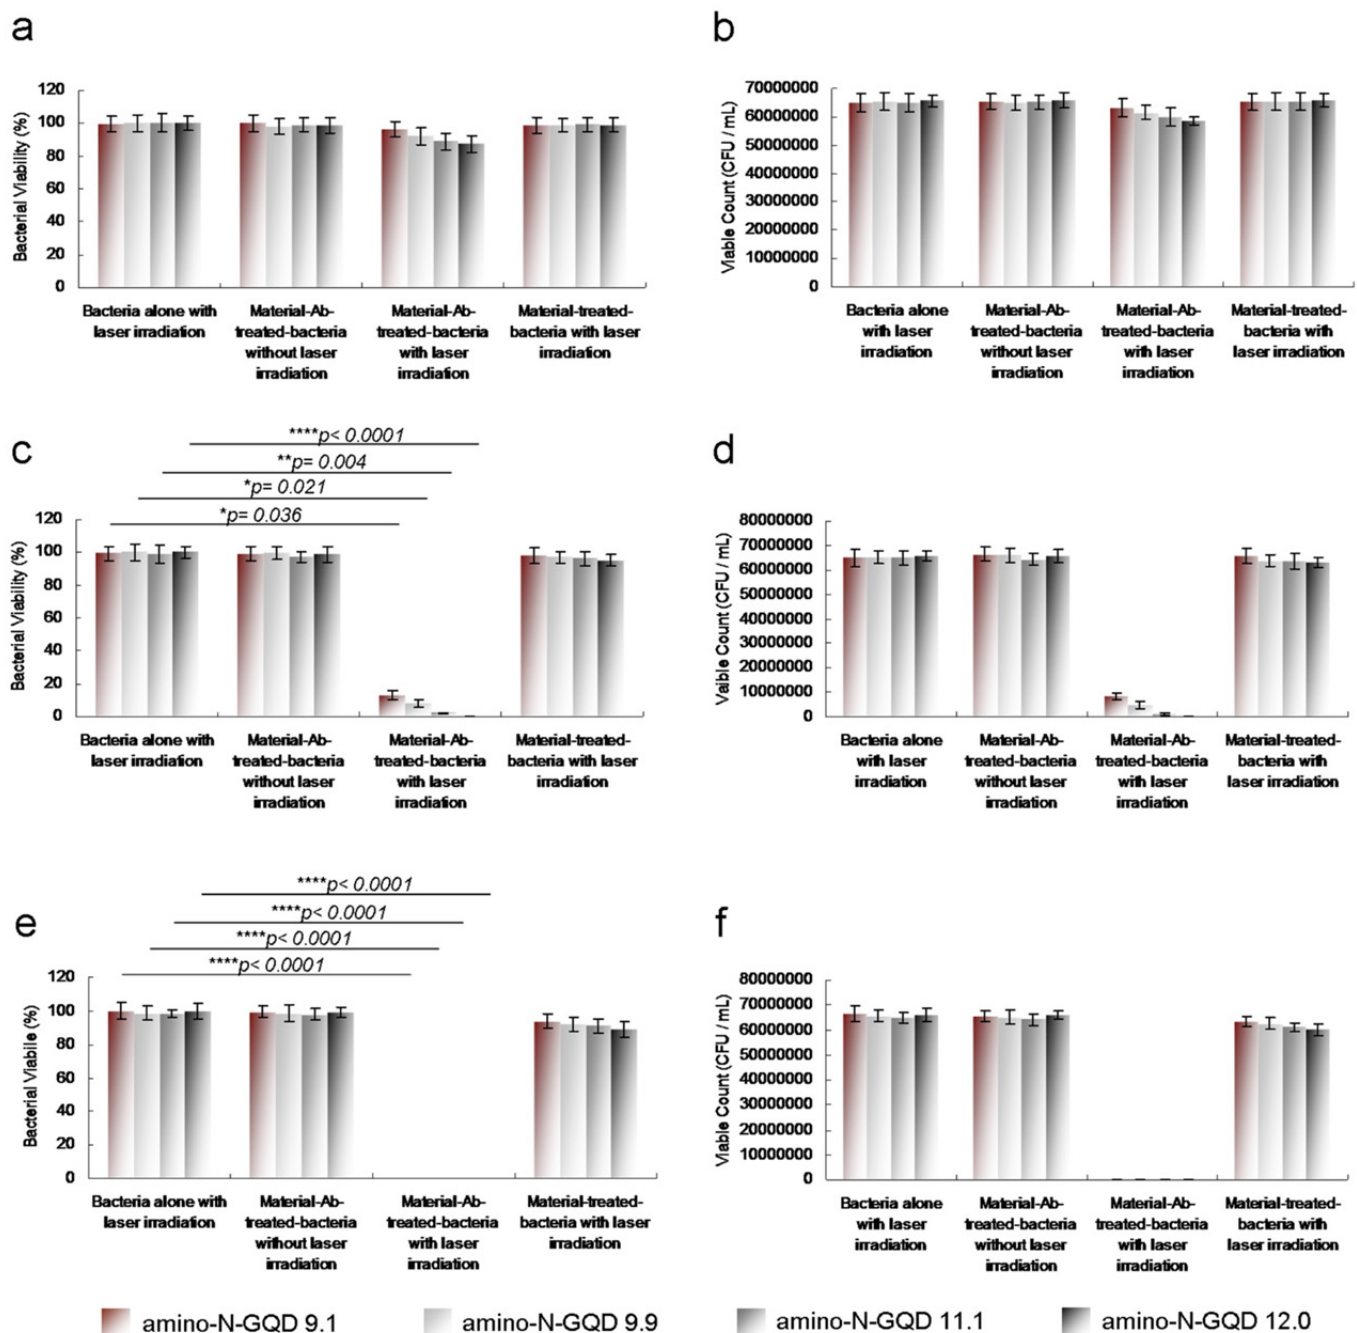 a
120
100
80
60
40
20
0
Bacterial Viability (%)
Bacteria alone with
laser irradiation
Material-Ab-
treated-bacteria
without laser
irradiation
Material-Ab-
treated-bacteria
with laser
irradiation
Material-treated-
bacteria with laser
irradiation
b
70000000
60000000
50000000
40000000
30000000
20000000
10000000
0
Viable Count (CFU / mL)
Bacteria alone
with laser
irradiation
Material-Ab-
treated-bacteria
without laser
irradiation
Material-Ab-
treated-bacteria
with laser
irradiation
Material-treated-
bacteria with
laser irradiation
c
****p< 0.0001
**p= 0.004
*p= 0.021
*p= 0.036
120
100
80
60
40
20
0
Bacterial Viability (%)
Bacteria alone with
laser irradiation
Material-Ab-
treated-bacteria
without laser
irradiation
Material-Ab-
treated-bacteria
with laser
irradiation
Material-treated-
bacteria with laser
irradiation
d
80000000
70000000
60000000
50000000
40000000
30000000
20000000
10000000
0
Vaible Count (CFU / mL)
Bacteria alone
with laser
irradiation
Material-Ab-
treated-bacteria
without laser
irradiation
Material-Ab-
treated-bacteria
with laser
irradiation
Material-treated-
bacteria with
laser irradiation
e
****p< 0.0001
****p< 0.0001
****p< 0.0001
****p< 0.0001
120
100
80
60
40
20
0
Bacterial Viabile (%)
Bacteria alone with
laser irradiation
Material-Ab-
treated-bacteria
without laser
irradiation
Material-Ab-
treated-bacteria
with laser
irradiation
Material-treated-
bacteria with laser
irradiation
f
80000000
70000000
60000000
50000000
40000000
30000000
20000000
10000000
0
Viable Count (CFU / mL)
Bacteria alone
with laser
irradiation
Material-Ab-
treated-bacteria
without laser
irradiation
Material-Ab-
treated-bacteria
with laser
irradiation
Material-treated-
bacteria with
laser irradiation
amino-N-GQD 9.1
amino-N-GQD 9.9
amino-N-GQD 11.1
amino-N-GQD 12.0